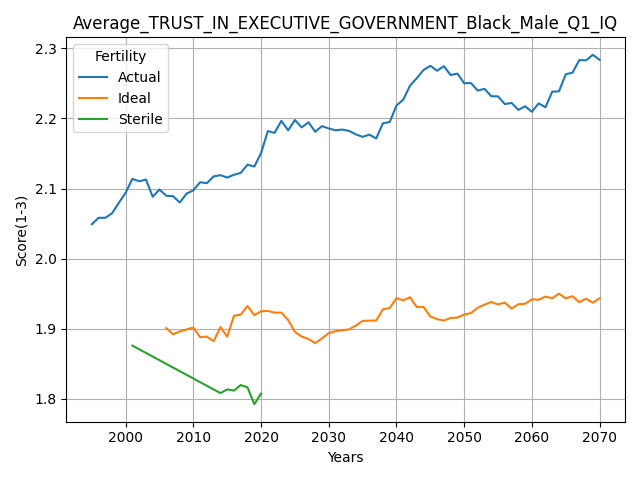 Average_TRUST_IN_EXECUTIVE_GOVERNMENT_Black_Male_Q1_IQ
Fertility
Actual
Ideal
Sterile
Score(1-3)
2.3
2.2
2.1
2.0
1.9
1.8
2000 2010 2020 2030 2040 2050 2060 2070
Years